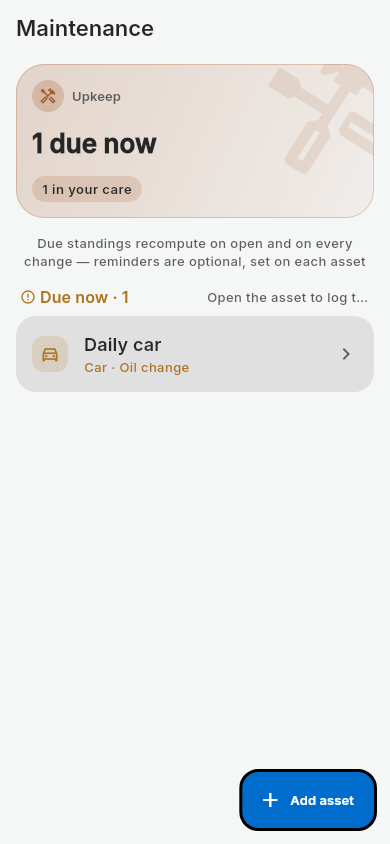 Maintenance
Upkeep
1 due now
1 in your care
Due standings recompute on open and on every
change — reminders are optional, set on each asset
Due now · 1
Open the asset to log t...
Daily car
Car · Oil change
Add asset